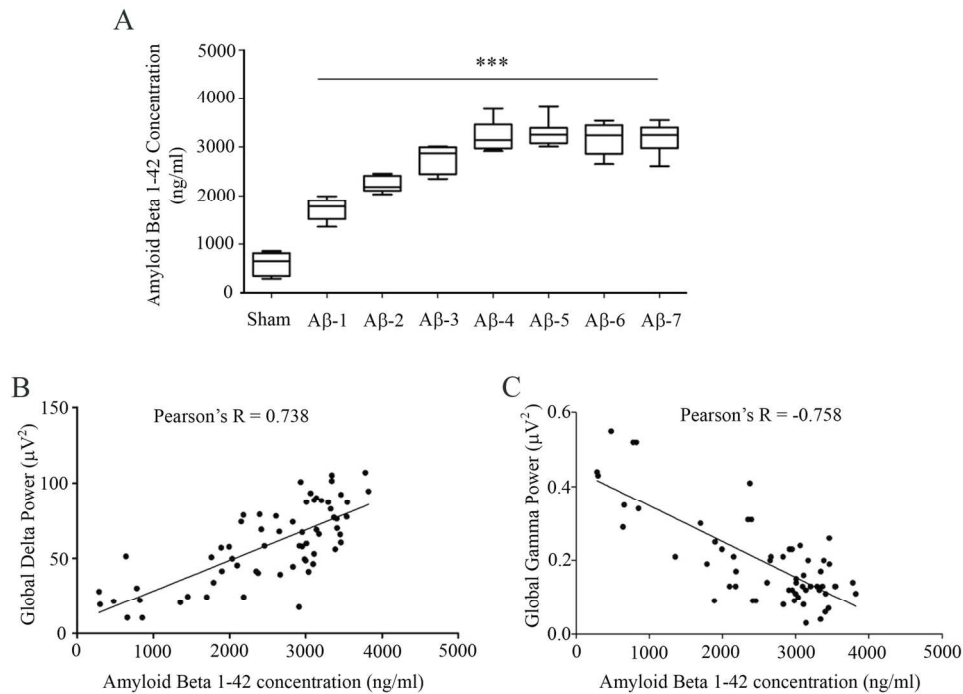 A
Amyloid Beta 1-42 Concentration
(ng/ml)
5000
4000
3000
2000
1000
0
***
Sham Aβ-1 Aβ-2 Aβ-3 Aβ-4 Aβ-5 Aβ-6 Aβ-7
B
Pearson’s R = 0.738
Global Delta Power (µV²)
150
100
50
0
0 1000 2000 3000 4000 5000
Amyloid Beta 1-42 concentration (ng/ml)
C
Pearson’s R = -0.758
Global Gamma Power (µV²)
0.6
0.4
0.2
0.0
0 1000 2000 3000 4000 5000
Amyloid Beta 1-42 concentration (ng/ml)